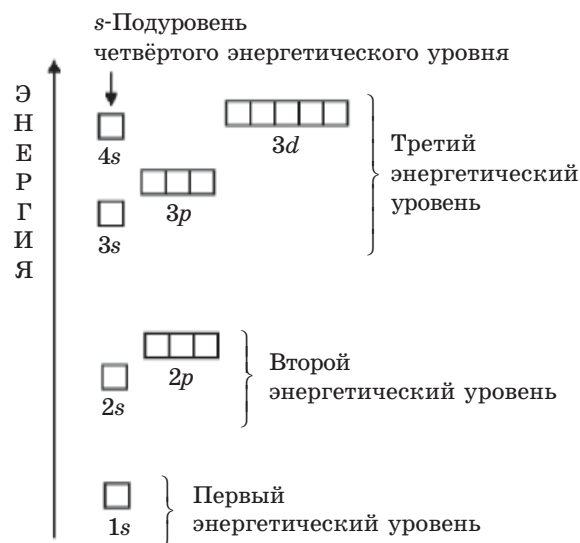 s-Подуровень
четвёртого энергетического уровня
Э
Н
Е
Р
Г
И
Я
4s
3d
3p
3s
Третий
энергетический
уровень
2p
2s
Второй
энергетический уровень
1s
Первый
энергетический уровень